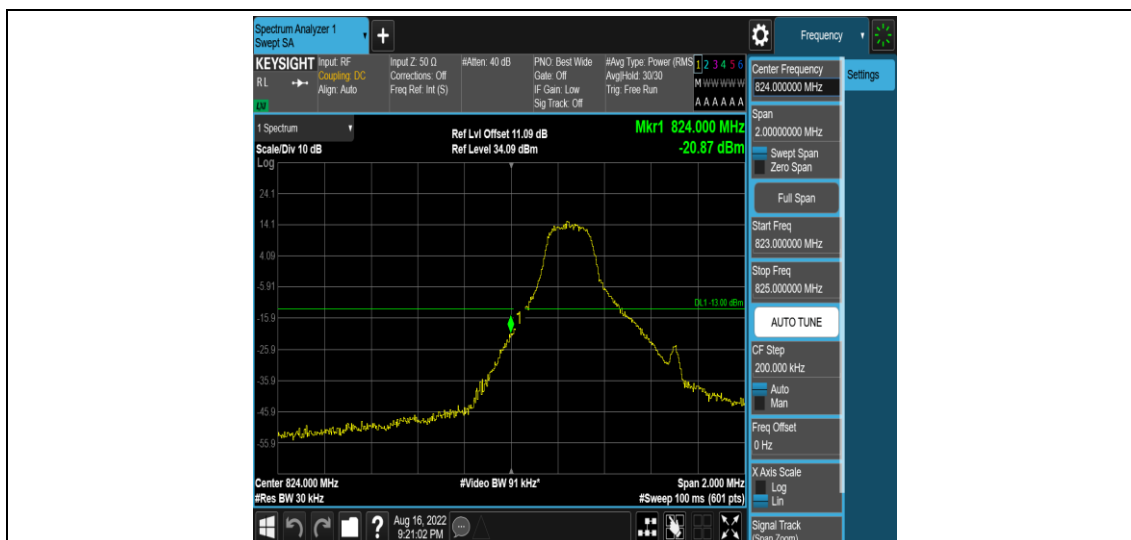 Spectrum Analyzer 1
Swept SA
Frequency
KEYSIGHT
RL
LXI
Input: RF
Coupling: DC
Align: Auto
Input Z: 50 Ω
Corrections: Off
Freq Ref: Int (S)
#Atten: 40 dB
PNO: Best Wide
Gate: Off
IF Gain: Low
Sig Track: Off
#Avg Type: Power (RMS
Avg|Hold: 30/30
Trig: Free Run
1 2 3 4 5 6
M W W W W W
A A A A A A
1 Spectrum
Scale/Div 10 dB
Ref Lvl Offset 11.09 dB
Ref Level 34.09 dBm
Mkr1 824.000 MHz
-20.87 dBm
Log
24.1
14.1
4.09
-5.91
-15.9
-25.9
-35.9
-45.9
-55.9
DL1 -13.00 dBm
1
Center 824.000 MHz
#Res BW 30 kHz
#Video BW 91 kHz*
Span 2.000 MHz
#Sweep 100 ms (601 pts)
?
Aug 16, 2022
9:21:02 PM
Center Frequency
824.000000 MHz
Settings
Span
2.00000000 MHz
Swept Span
Zero Span
Full Span
Start Freq
823.000000 MHz
Stop Freq
825.000000 MHz
AUTO TUNE
CF Step
200.000 kHz
Auto
Man
Freq Offset
0 Hz
X Axis Scale
Log
Lin
Signal Track
(Span Zoom)